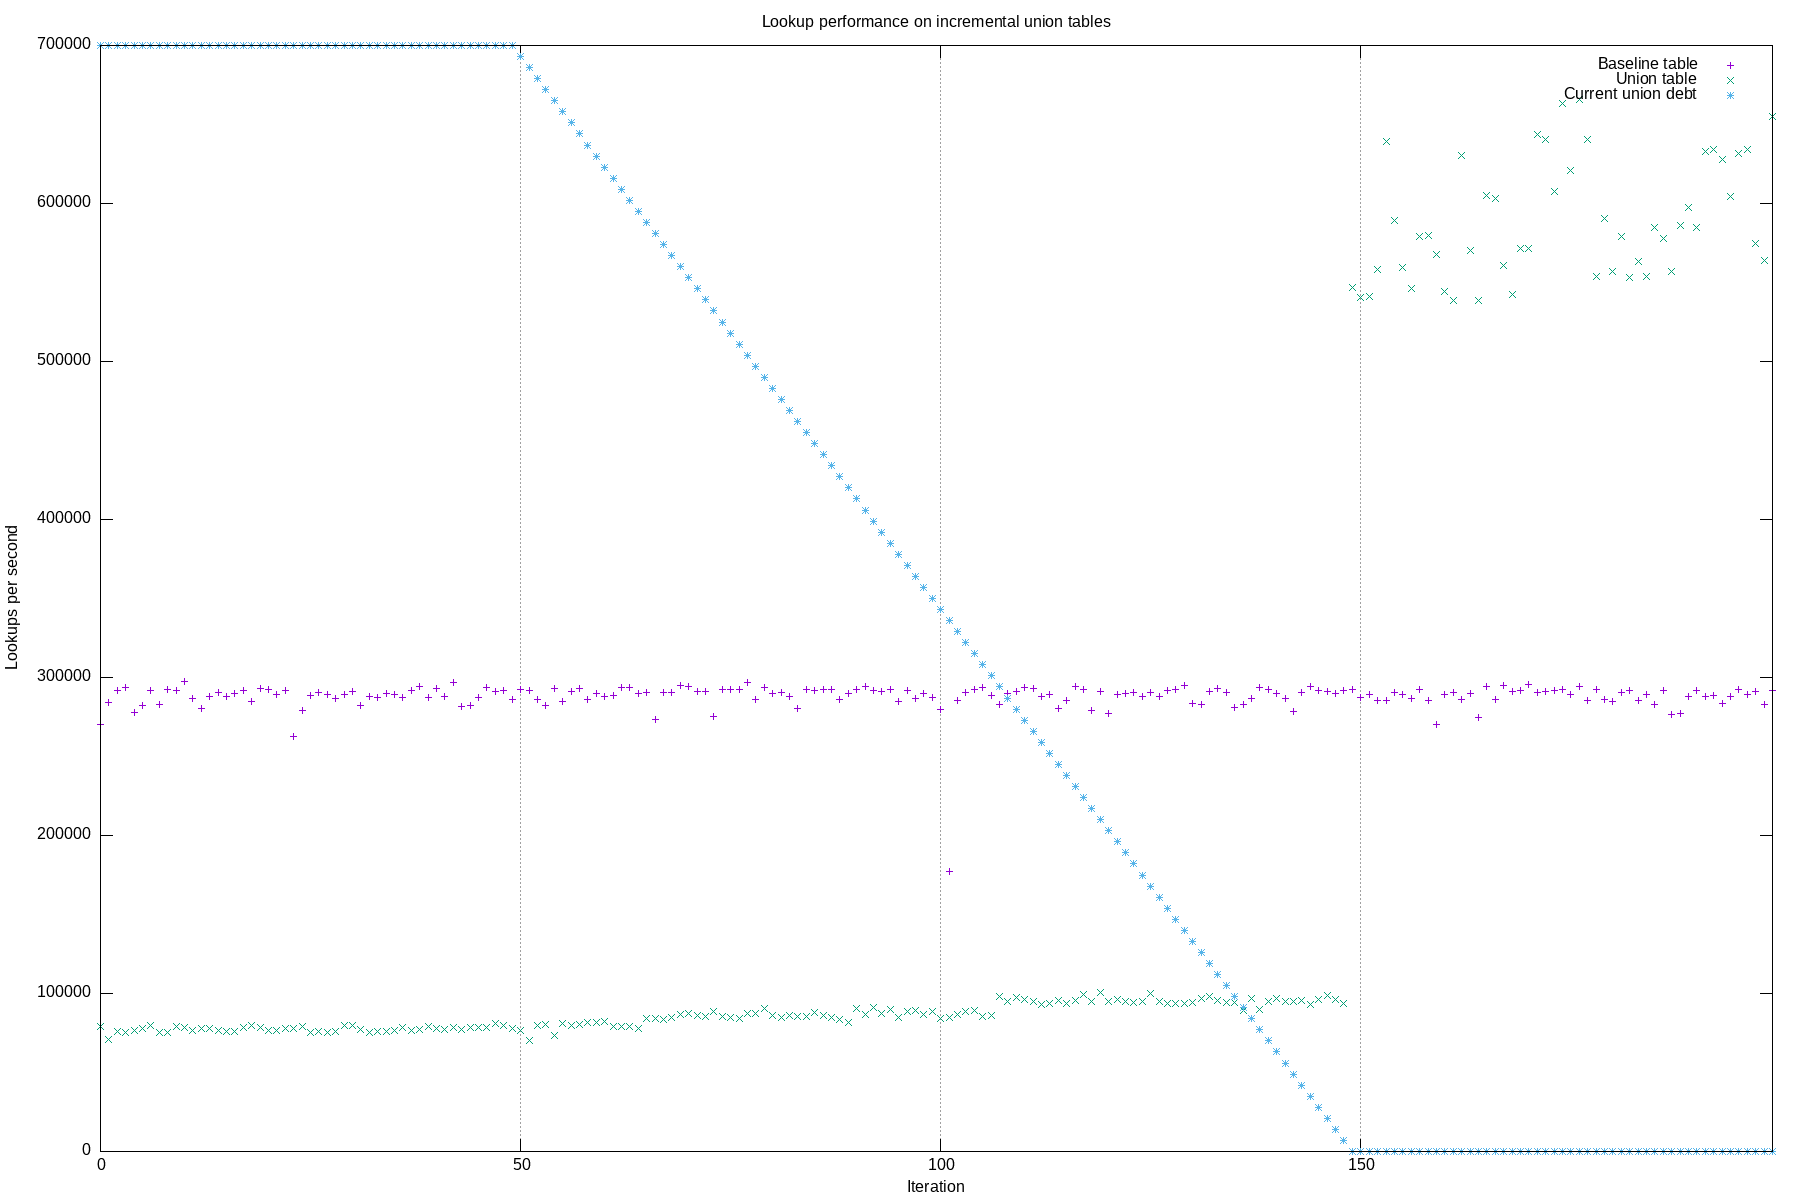 Lookup performance on incremental union tables
700000
600000
500000
400000
300000
200000
100000
0
Lookups per second
Baseline table
Union table
Current union debt
0
50
100
150
Iteration